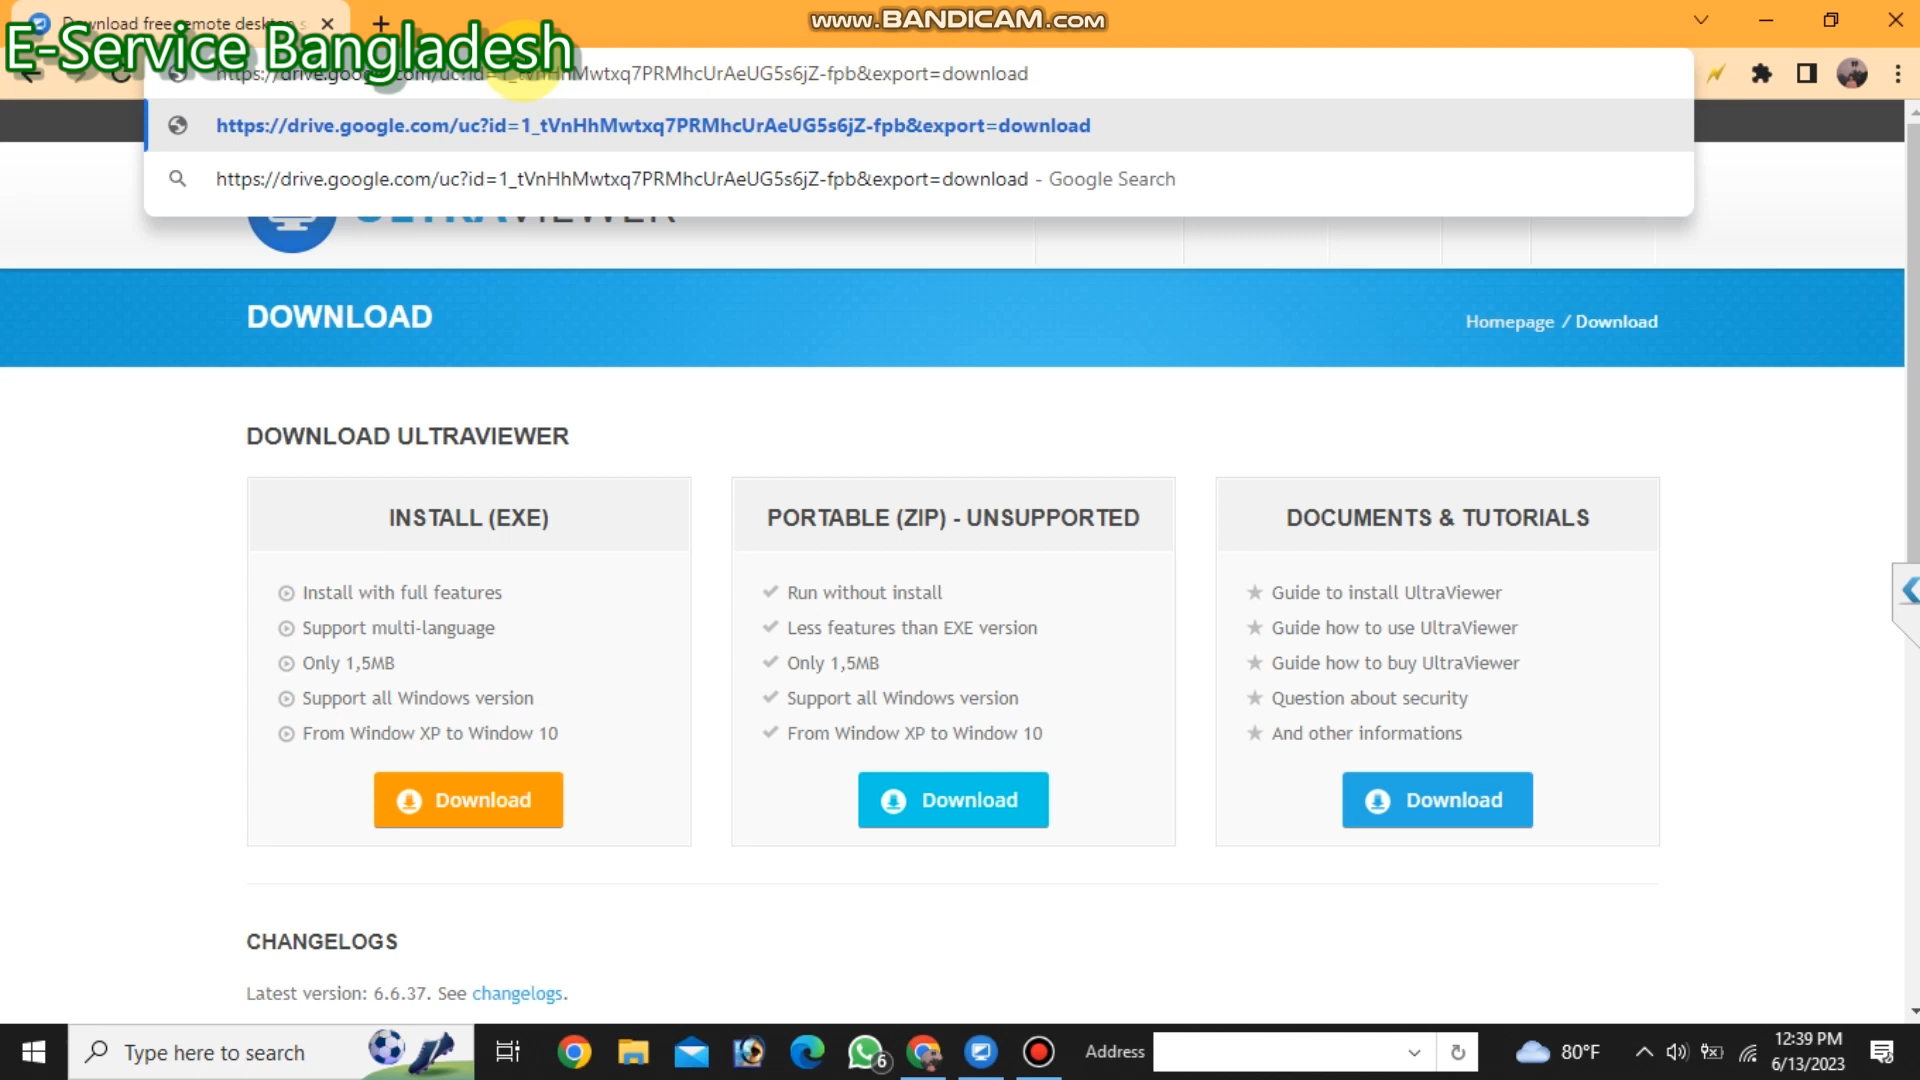 Download free remote desktop s
www.BANDICAM.com
E-Service Bangladesh
https://drive.google.com/uc?id=1_tVnHhMwtxq7PRMhcUrAeUG5s6jZ-fpb&export=download
https://drive.google.com/uc?id=1_tVnHhMwtxq7PRMhcUrAeUG5s6jZ-fpb&export=download
https://drive.google.com/uc?id=1_tVnHhMwtxq7PRMhcUrAeUG5s6jZ-fpb&export=download - Google Search
ULTRAVIEWER
DOWNLOAD
Homepage / Download
DOWNLOAD ULTRAVIEWER
INSTALL (EXE)
Install with full features
Support multi-language
Only 1,5MB
Support all Windows version
From Window XP to Window 10
Download
PORTABLE (ZIP) - UNSUPPORTED
Run without install
Less features than EXE version
Only 1,5MB
Support all Windows version
From Window XP to Window 10
Download
DOCUMENTS & TUTORIALS
Guide to install UltraViewer
Guide how to use UltraViewer
Guide how to buy UltraViewer
Question about security
And other informations
Download
CHANGELOGS
Latest version: 6.6.37. See changelogs.
Type here to search
6
Address
80°F
12:39 PM
6/13/2023